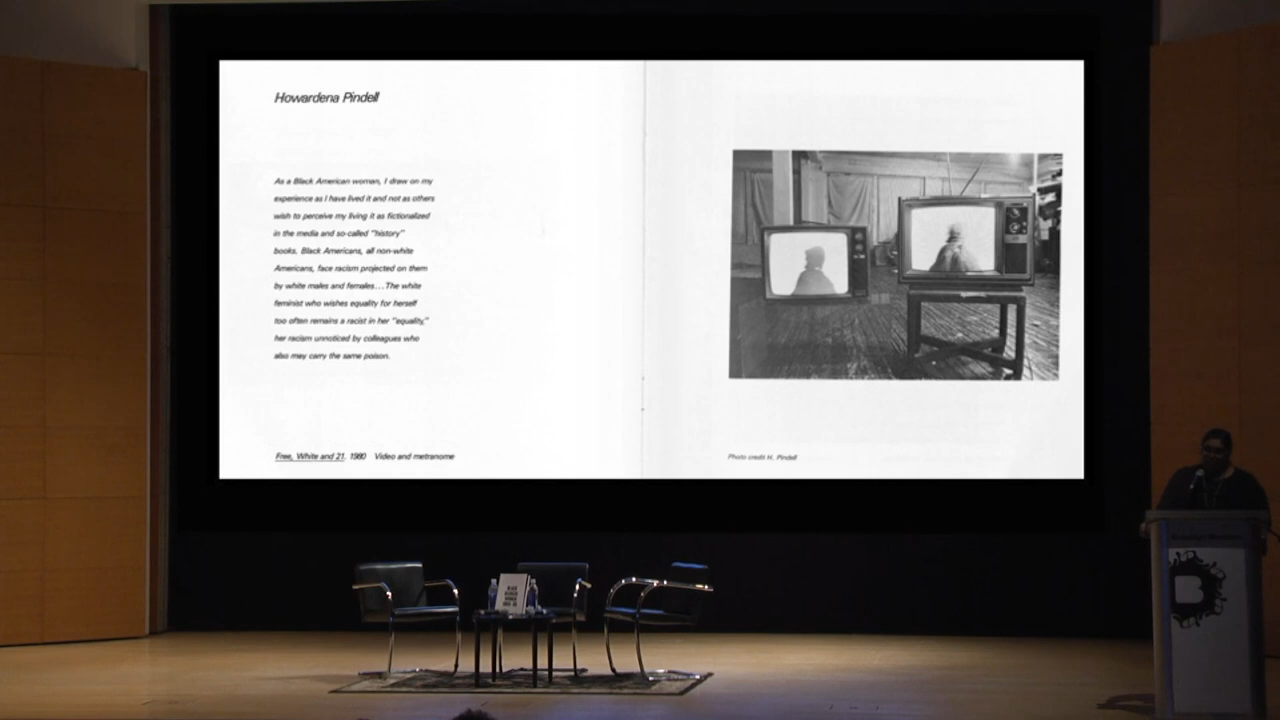 Howardena Pindell
As a Black American woman, I draw on my
experience as I have lived it and not as others
wish to perceive my living it as fictionalized
in the media and so-called "history"
books. Black Americans, all non-white
Americans, face racism projected on them
by white males and females...The white
feminist who wishes equality for herself
too often remains a racist in her "equality,"
her racism unnoticed by colleagues who
also may carry the same poison.
Free, White and 21. 1980 Video and metranome
Photo credit H. Pindell
B